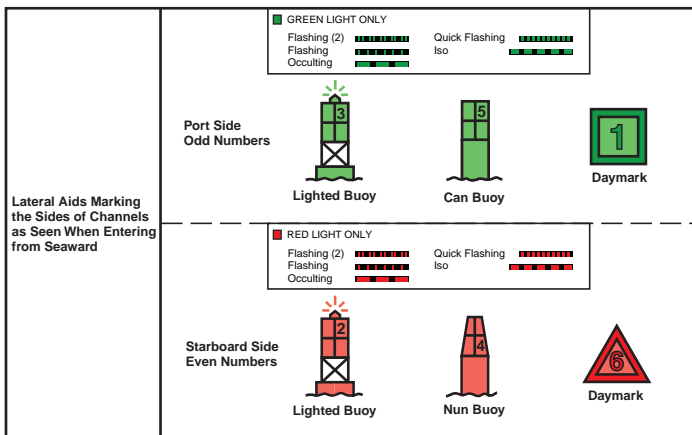 GREEN LIGHT ONLY
Flashing (2) Quick Flashing
Flashing Iso
Occulting
Port Side
Odd Numbers
3
5
1
Lighted Buoy
Can Buoy
Daymark
Lateral Aids Marking
the Sides of Channels
as Seen When Entering
from Seaward
RED LIGHT ONLY
Flashing (2) Quick Flashing
Flashing Iso
Occulting
Starboard Side
Even Numbers
2
4
6
Lighted Buoy
Nun Buoy
Daymark